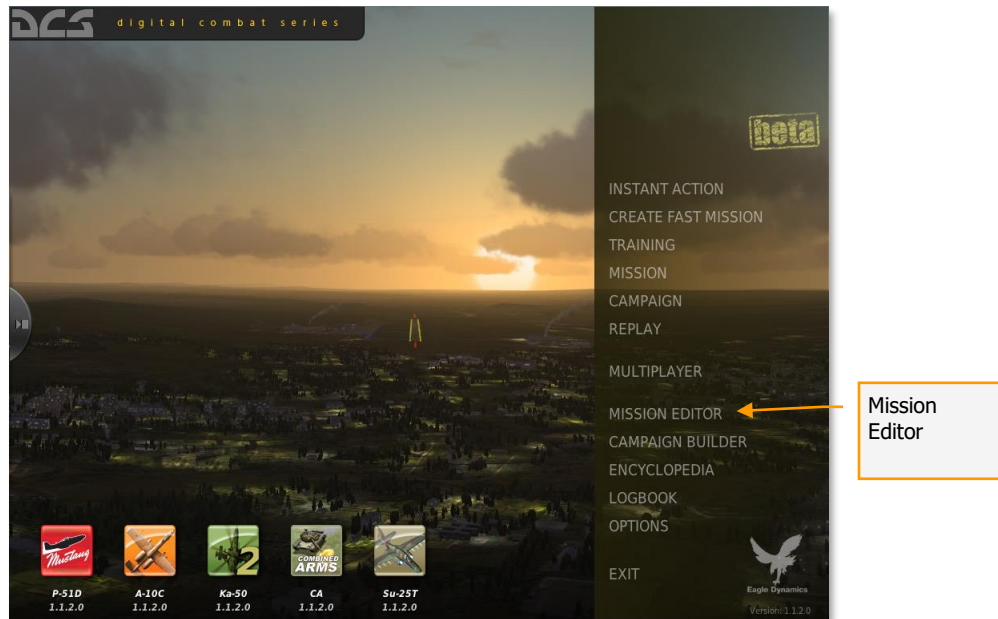 DCS digital combat series
beta
INSTANT ACTION
CREATE FAST MISSION
TRAINING
MISSION
CAMPAIGN
REPLAY
MULTIPLAYER
MISSION EDITOR
CAMPAIGN BUILDER
ENCYCLOPEDIA
LOGBOOK
OPTIONS
EXIT
Mission
Editor
Mustang
2
COMBINED
ARMS
P-51D
1.1.2.0
A-10C
1.1.2.0
Ka-50
1.1.2.0
CA
1.1.2.0
Su-25T
1.1.2.0
Eagle Dynamics
Version: 1.1.2.0